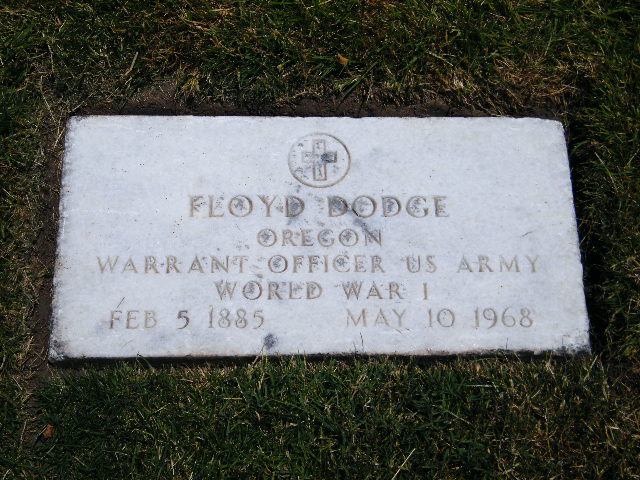 FLOYD DODGE
OREGON
WARRANT OFFICER US ARMY
WORLD WAR I
FEB 5 1885 MAY 10 1968